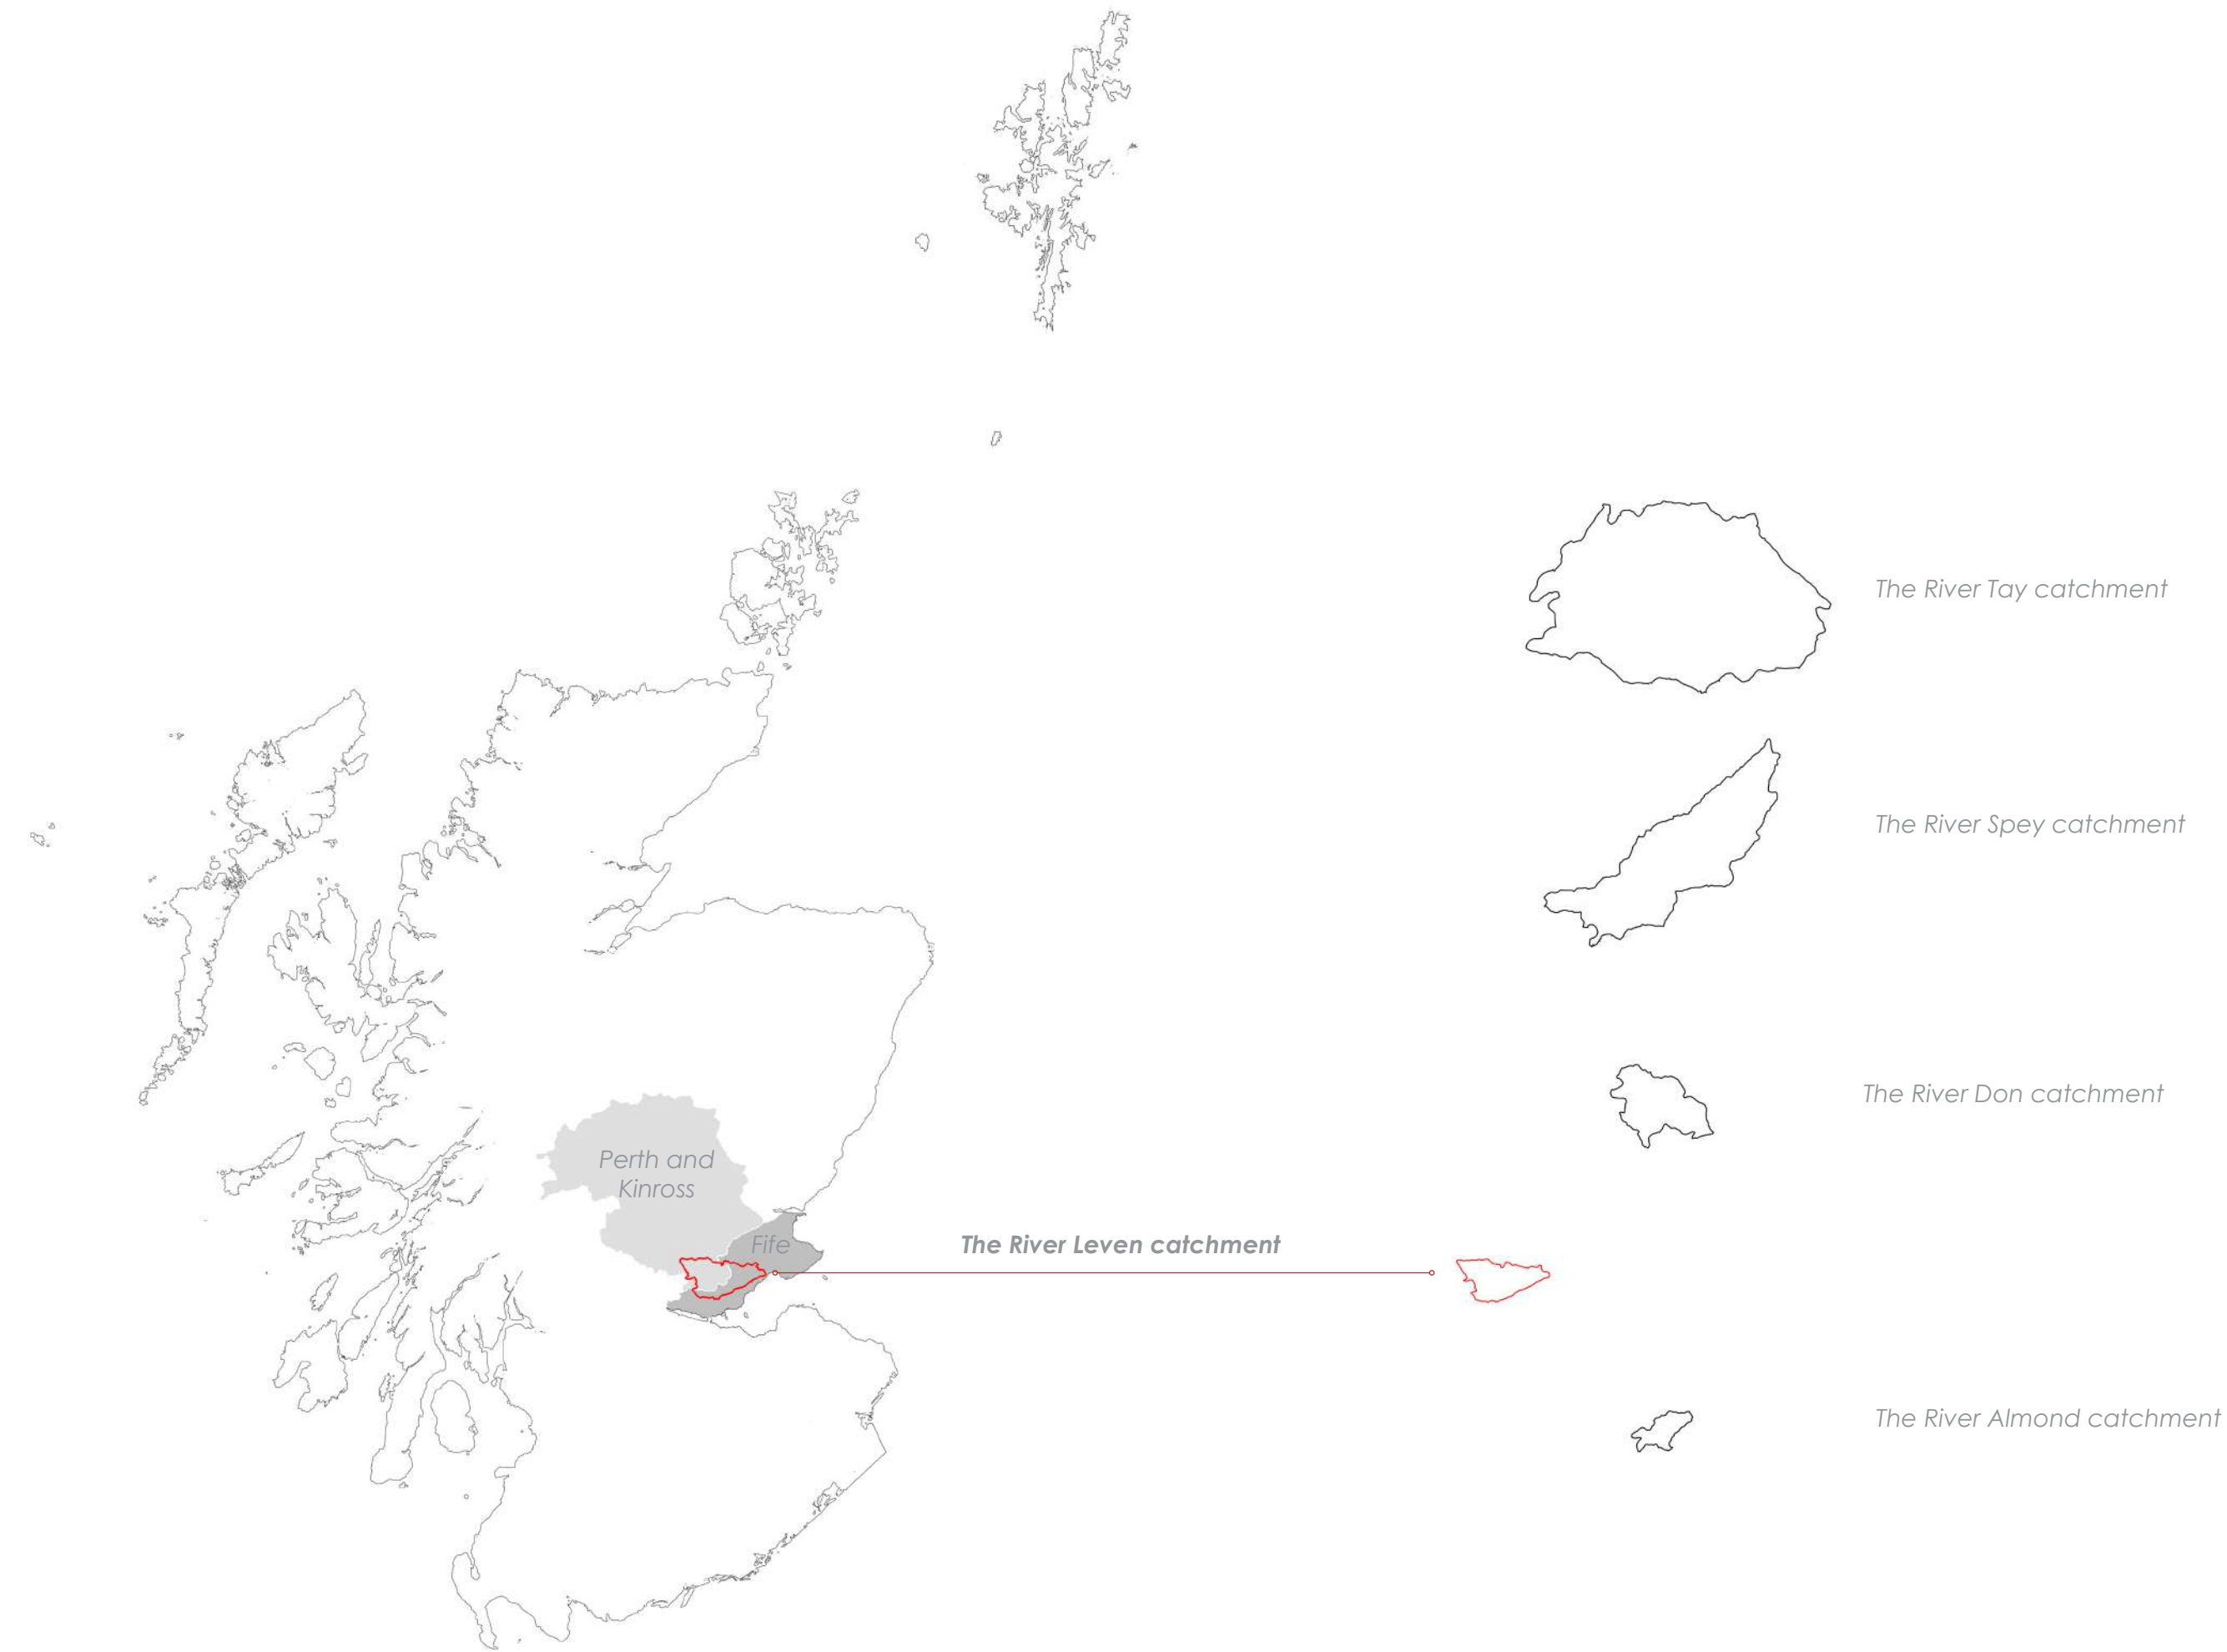 The River Tay catchment
The River Spey catchment
The River Don catchment
Perth and
Kinross
Fife
The River Leven catchment
The River Almond catchment